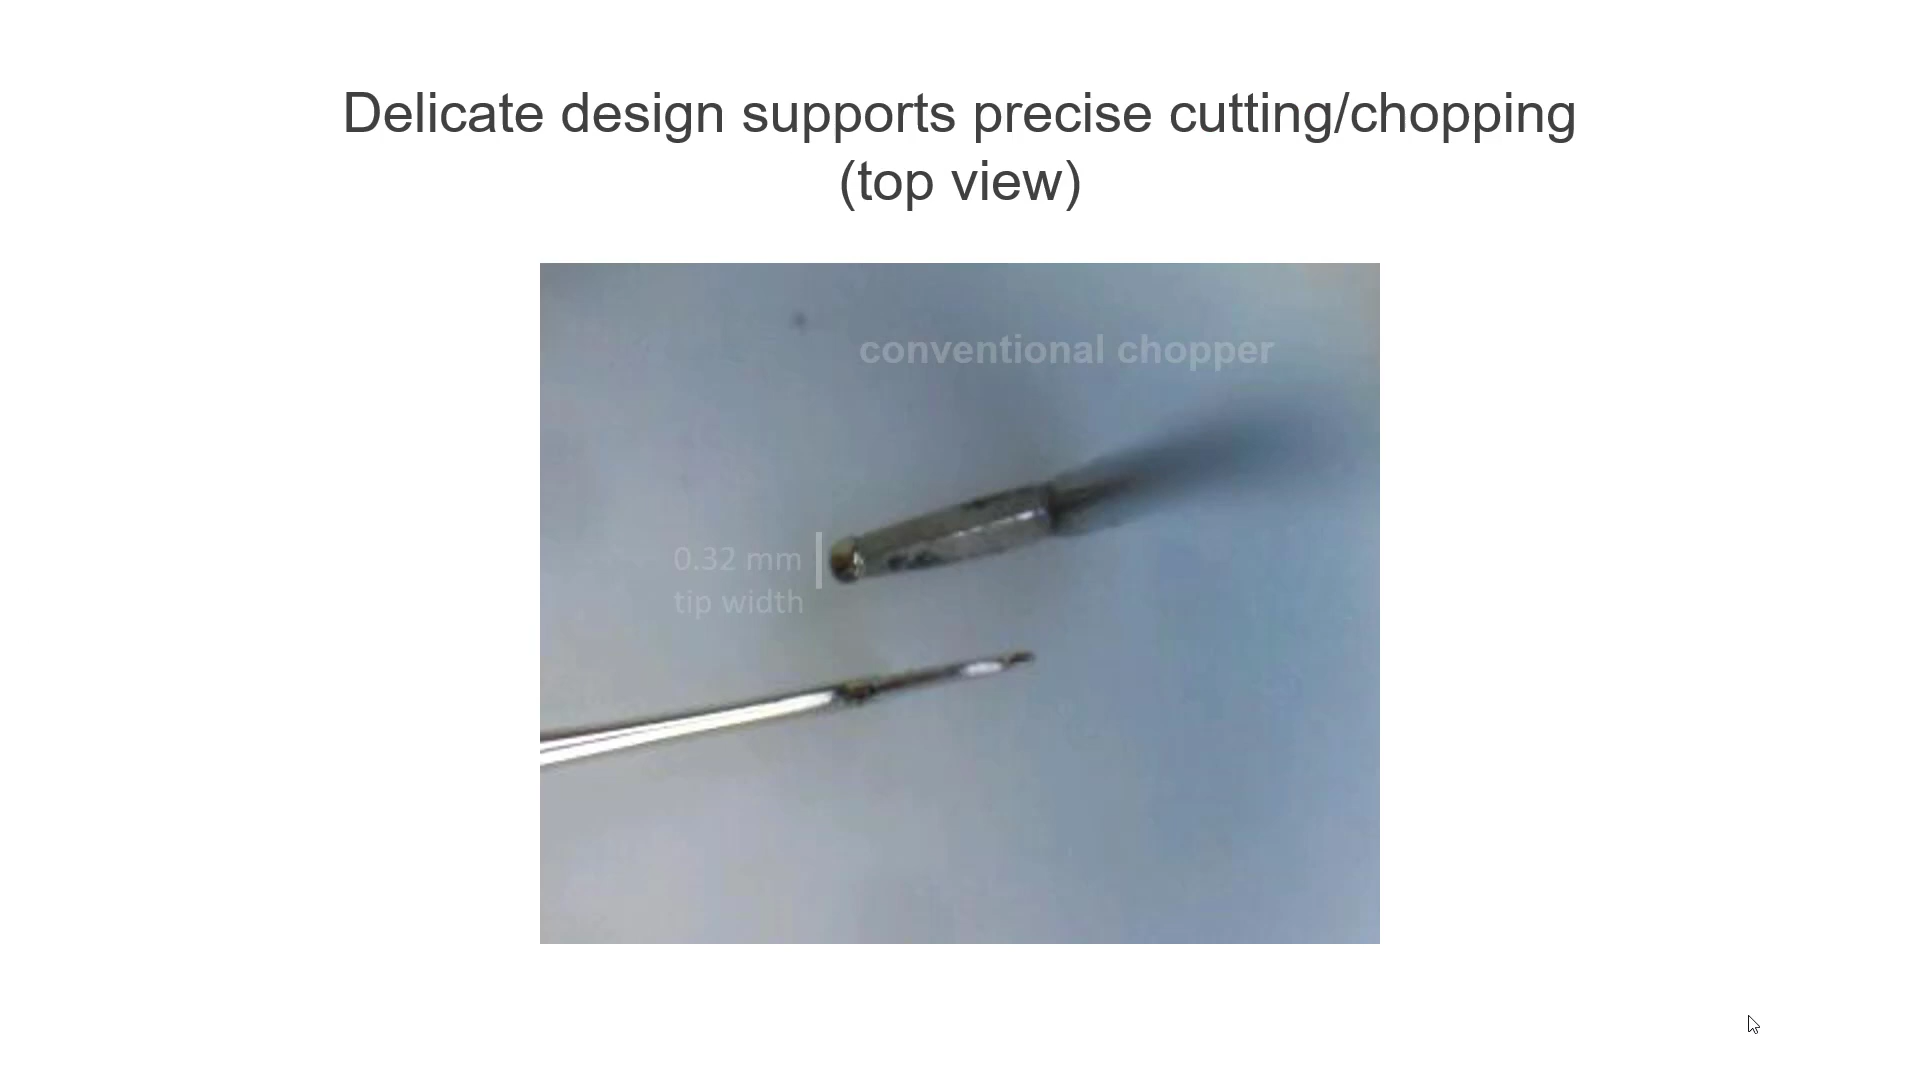 Delicate design supports precise cutting/chopping
(top view)
conventional chopper
0.32 mm
tip width